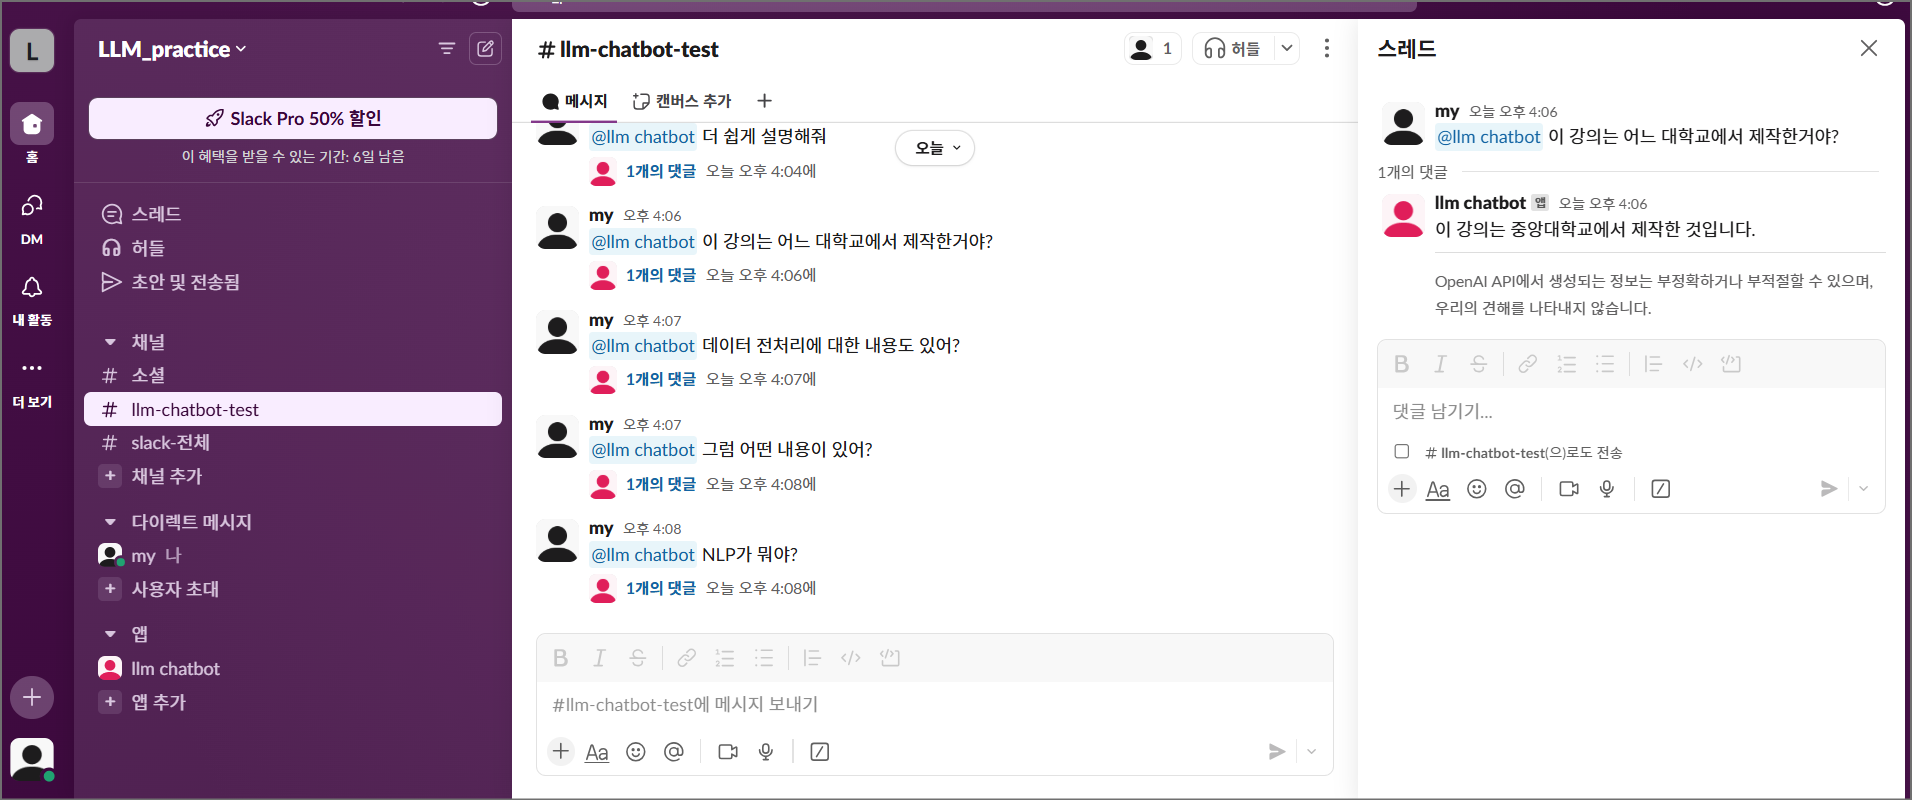 L
홈
DM
내 활동
더 보기
LLM_practice
Slack Pro 50% 할인
이 혜택을 받을 수 있는 기간: 6일 남음
스레드
허들
초안 및 전송됨
채널
# 소셜
# llm-chatbot-test
# slack-전체
+ 채널 추가
다이렉트 메시지
my 나
+ 사용자 초대
앱
llm chatbot
+ 앱 추가
# llm-chatbot-test
1
허들
메시지
캔버스 추가
오늘
@llm chatbot 더 쉽게 설명해줘
1개의 댓글 오늘 오후 4:04에
my 오후 4:06
@llm chatbot 이 강의는 어느 대학교에서 제작한거야?
1개의 댓글 오늘 오후 4:06에
my 오후 4:07
@llm chatbot 데이터 전처리에 대한 내용도 있어?
1개의 댓글 오늘 오후 4:07에
my 오후 4:07
@llm chatbot 그럼 어떤 내용이 있어?
1개의 댓글 오늘 오후 4:08에
my 오후 4:08
@llm chatbot NLP가 뭐야?
1개의 댓글 오늘 오후 4:08에
B I S
#llm-chatbot-test에 메시지 보내기
Aa
스레드
my 오늘 오후 4:06
@llm chatbot 이 강의는 어느 대학교에서 제작한거야?
1개의 댓글
llm chatbot 앱 오늘 오후 4:06
이 강의는 중앙대학교에서 제작한 것입니다.
OpenAI API에서 생성되는 정보는 부정확하거나 부적절할 수 있으며,
우리의 견해를 나타내지 않습니다.
B I S
댓글 남기기...
# llm-chatbot-test(으)로도 전송
Aa